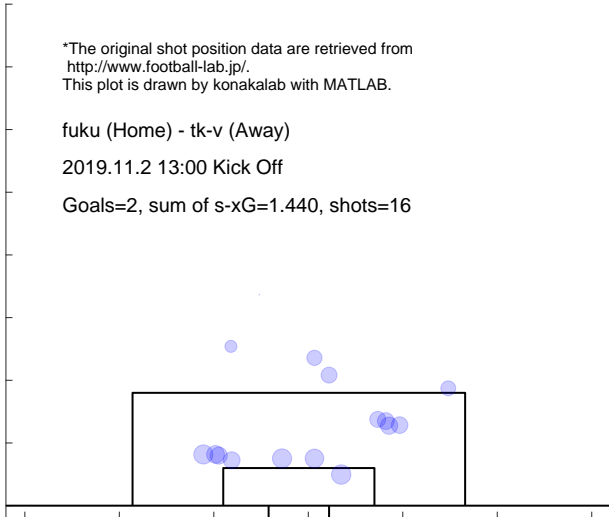 *The original shot position data are retrieved from
http://www.football-lab.jp/.
This plot is drawn by konakalab with MATLAB.
fuku (Home) - tk-v (Away)
2019.11.2 13:00 Kick Off
Goals=2, sum of s-xG=1.440, shots=16